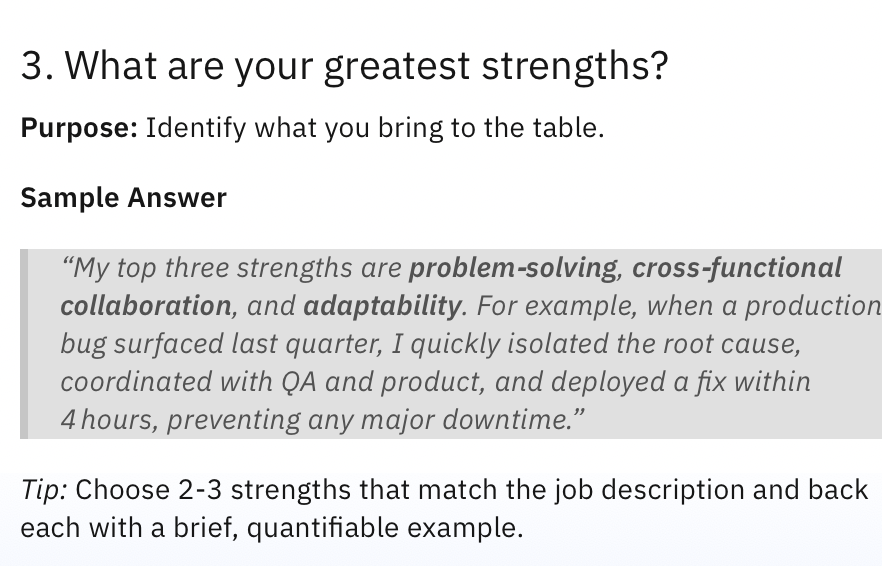 3. What are your greatest strengths?
Purpose: Identify what you bring to the table.
Sample Answer
“My top three strengths are problem-solving, cross-functional
collaboration, and adaptability. For example, when a production
bug surfaced last quarter, I quickly isolated the root cause,
coordinated with QA and product, and deployed a fix within
4 hours, preventing any major downtime.”
Tip: Choose 2-3 strengths that match the job description and back
each with a brief, quantifiable example.